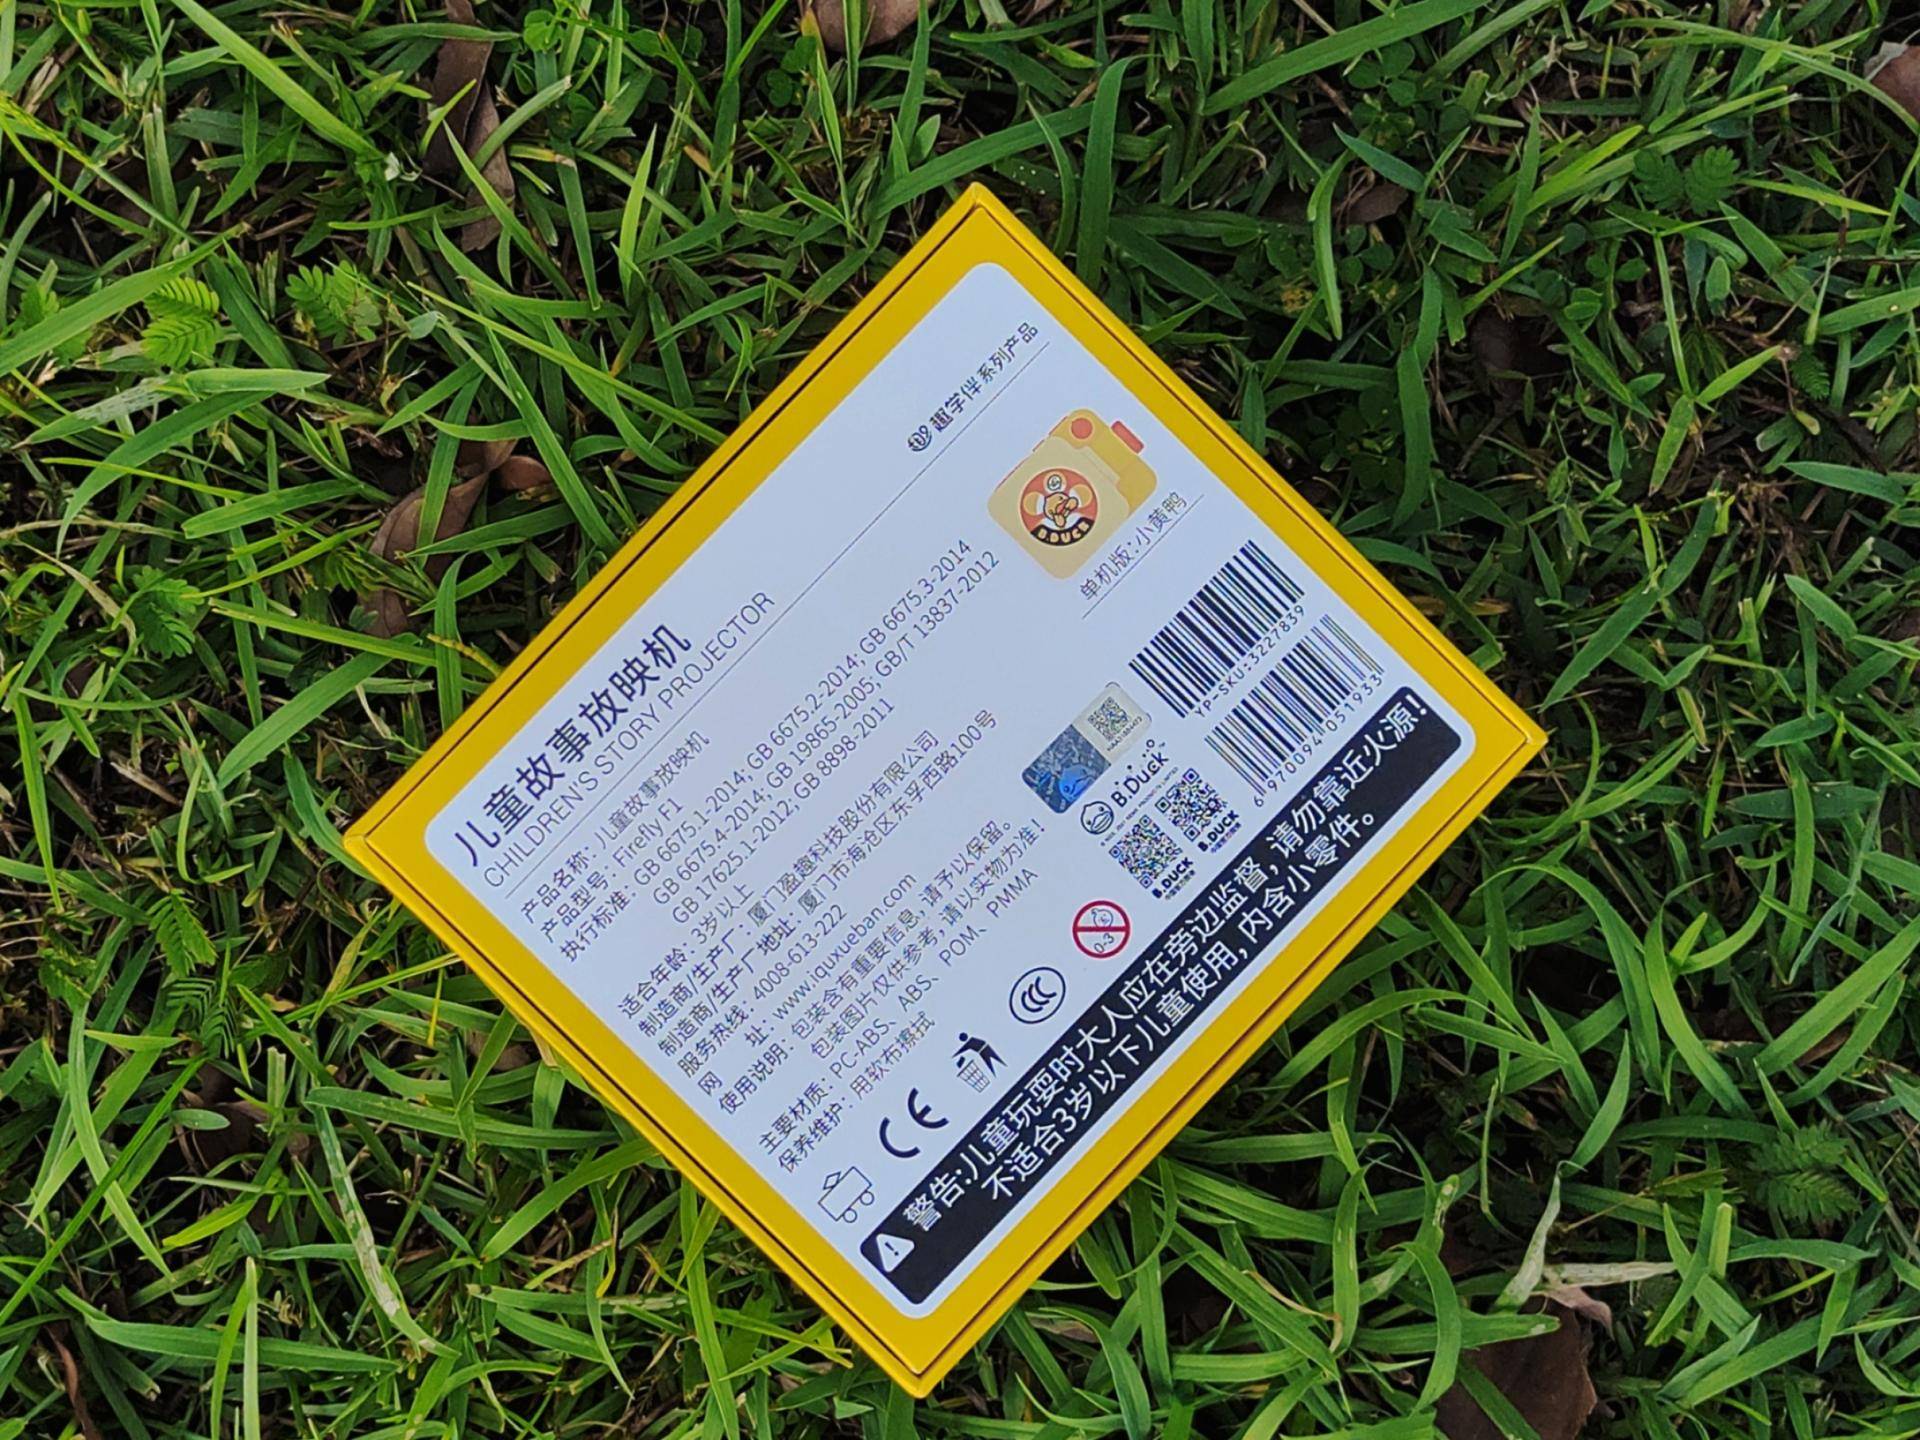 趣学伴系列产品
儿童故事放映机
CHILDREN'S STORY PROJECTOR
产品名称: 儿童故事放映机
产品型号: Firefly F1
执行标准: GB 6675.1-2014; GB 6675.2-2014; GB 6675.3-2014
GB 6675.4-2014; GB 19865-2005; GB/T 13837-2012
GB 17625.1-2012; GB 8898-2011
适合年龄: 3岁以上
制造商/生产厂: 厦门盈趣科技股份有限公司
制造商/生产厂地址: 厦门市海沧区东孚西路100号
服务热线: 4008-613-222
网 址: www.iquxueban.com
使用说明: 包装含有重要信息, 请予以保留。
包装图片仅供参考, 请以实物为准!
主要材质: PC-ABS、ABS、POM、PMMA
保养维护: 用软布擦拭
B.DUCK
单机版:小黄鸭
YP-SKU:3227839
6970094051933
B.Duck
B.DUCK
B.DUCK
0-3
CE
警告:儿童玩耍时大人应在旁边监督, 请勿靠近火源!
不适合3岁以下儿童使用, 内含小零件。